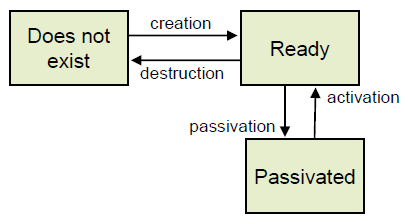 Does not
exist
creation
destruction
Ready
passivation
activation
Passivated